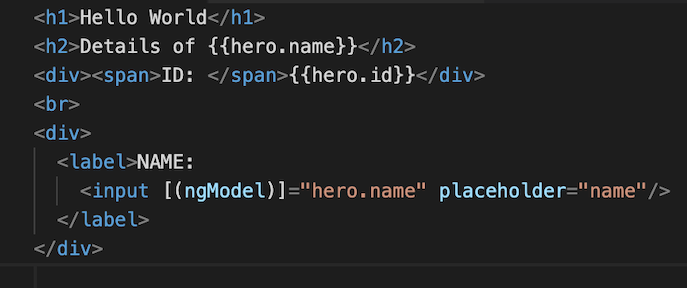 <h1>Hello World</h1>
<h2>Details of {{hero.name}}</h2>
<div><span>ID: </span>{{hero.id}}</div>
<br>
<div>
  <label>NAME:
    <input [(ngModel)]="hero.name" placeholder="name"/>
  </label>
</div>